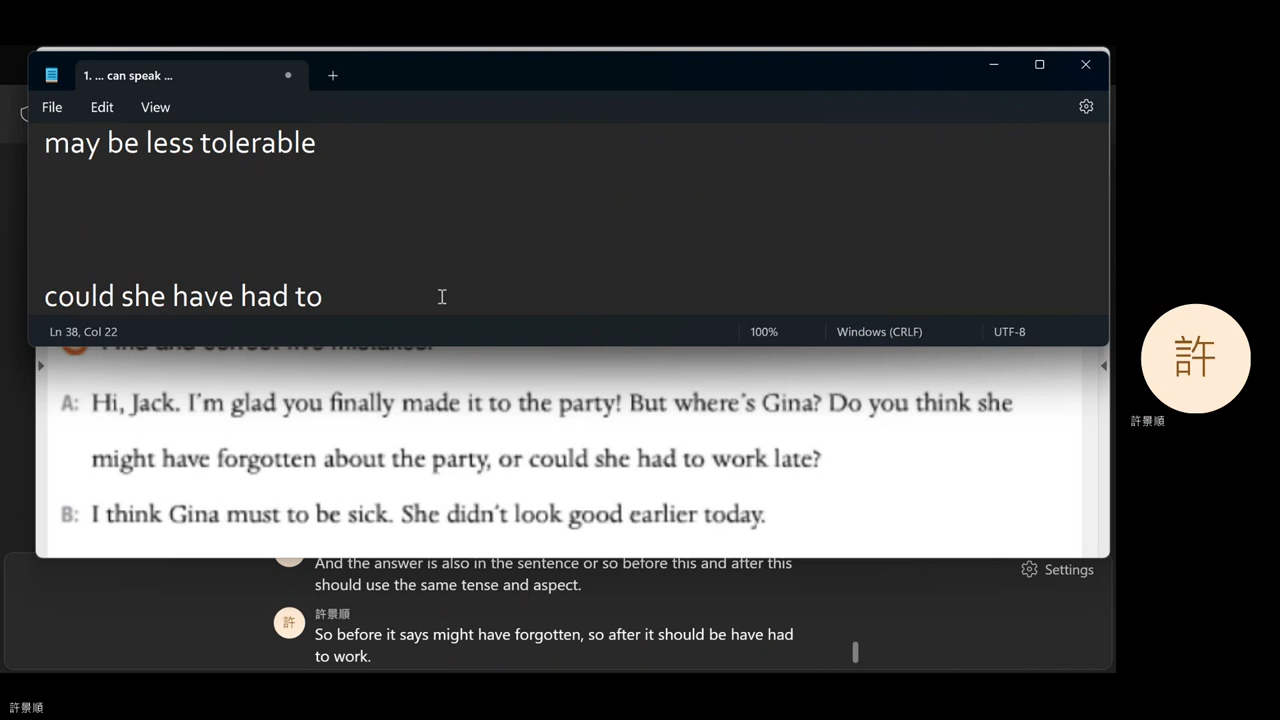 1. ... can speak ...
File Edit View
may be less tolerable
could she have had to
Ln 38, Col 22 100% Windows (CRLF) UTF-8
Find and correct five mistakes.
A: Hi, Jack. I'm glad you finally made it to the party! But where's Gina? Do you think she
might have forgotten about the party, or could she had to work late?
B: I think Gina must to be sick. She didn't look good earlier today.
And the answer is also in the sentence or so before this and after this
should use the same tense and aspect.
Settings
許景順
許
So before it says might have forgotten, so after it should be have had
to work.
許
許景順
許景順